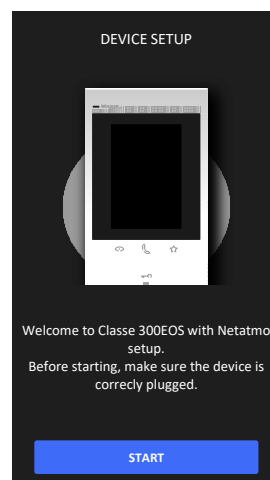 DEVICE SETUP
Welcome to Classe 300EOS with Netatmo
setup.
Before starting, make sure the device is
correcly plugged.
START